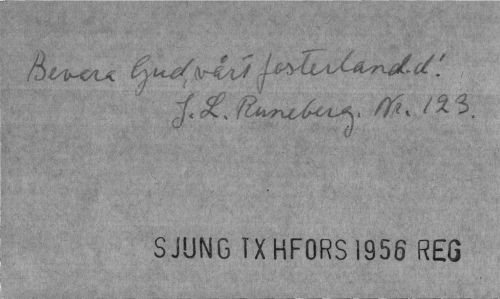 Bevara Gud, vårt fosterland.d!
J. L. Runeberg. Nr. 123.
SJUNG TX HFORS 1956 REG